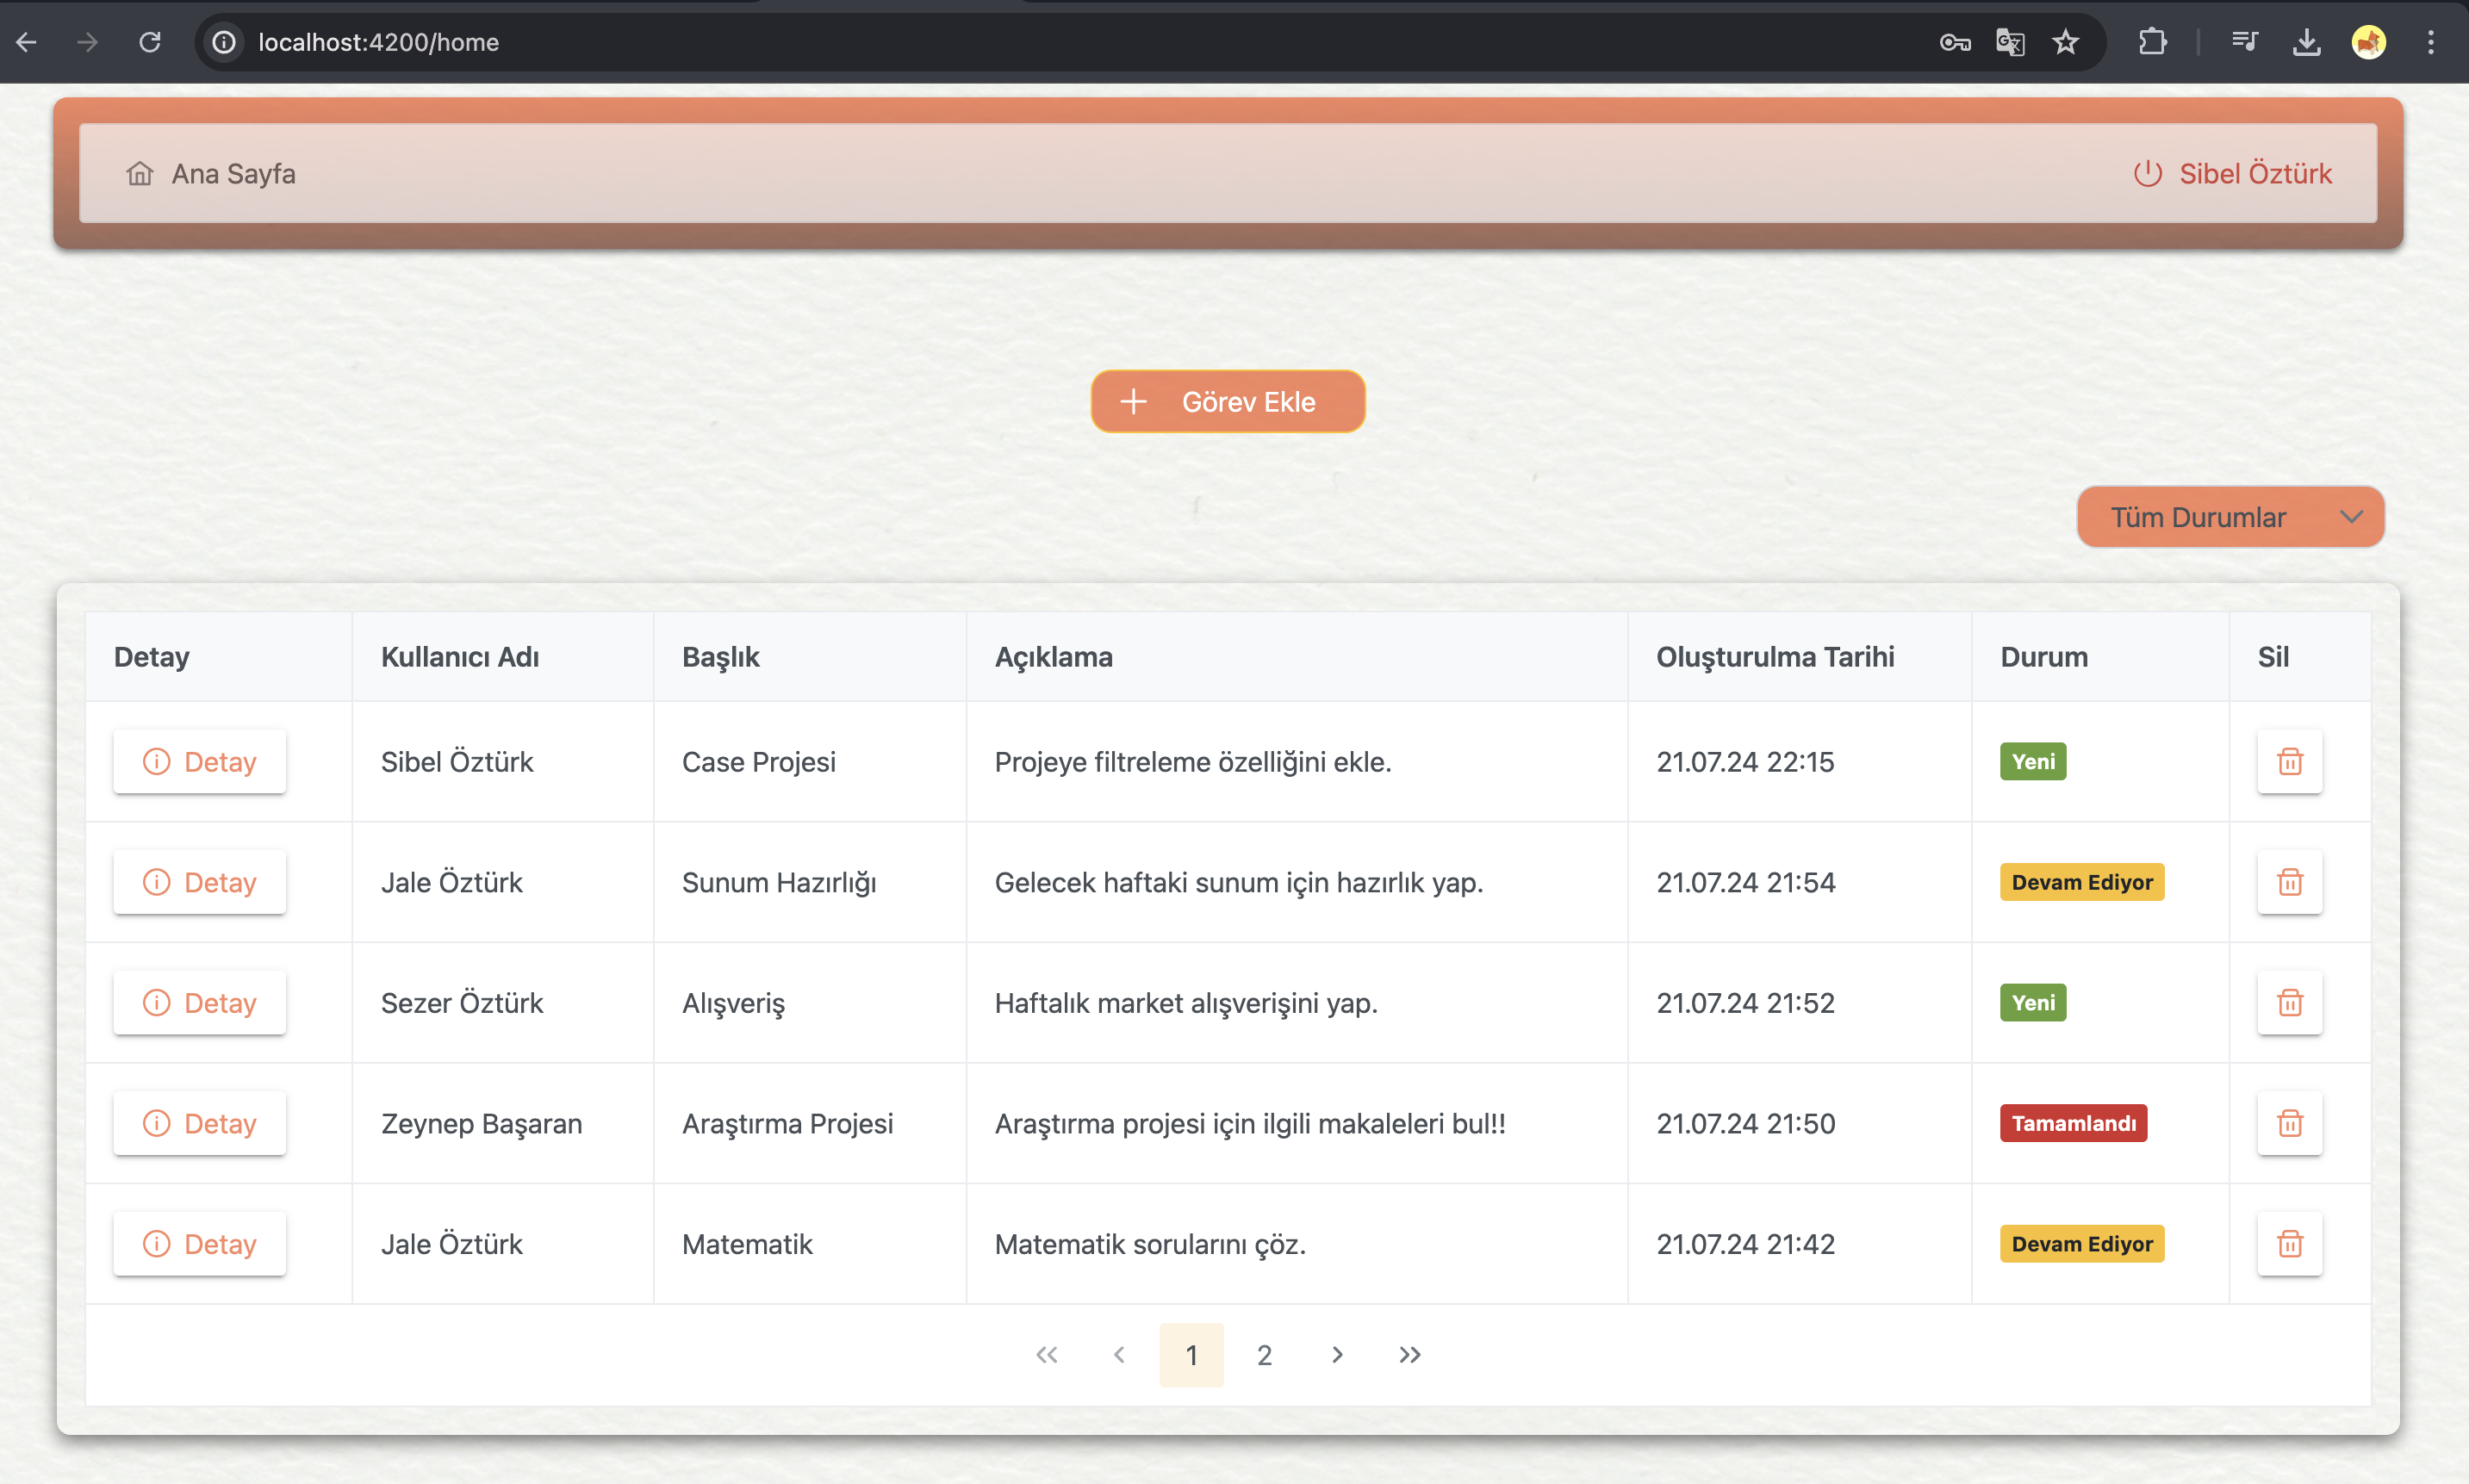 localhost:4200/home
Ana Sayfa
Sibel Öztürk
Görev Ekle
Tüm Durumlar
Detay Kullanıcı Adı Başlık Açıklama Oluşturulma Tarihi Durum Sil
Detay Sibel Öztürk Case Projesi Projeye filtreleme özelliğini ekle. 21.07.24 22:15 Yeni
Detay Jale Öztürk Sunum Hazırlığı Gelecek haftaki sunum için hazırlık yap. 21.07.24 21:54 Devam Ediyor
Detay Sezer Öztürk Alışveriş Haftalık market alışverişini yap. 21.07.24 21:52 Yeni
Detay Zeynep Başaran Araştırma Projesi Araştırma projesi için ilgili makaleleri bul!! 21.07.24 21:50 Tamamlandı
Detay Jale Öztürk Matematik Matematik sorularını çöz. 21.07.24 21:42 Devam Ediyor
1 2